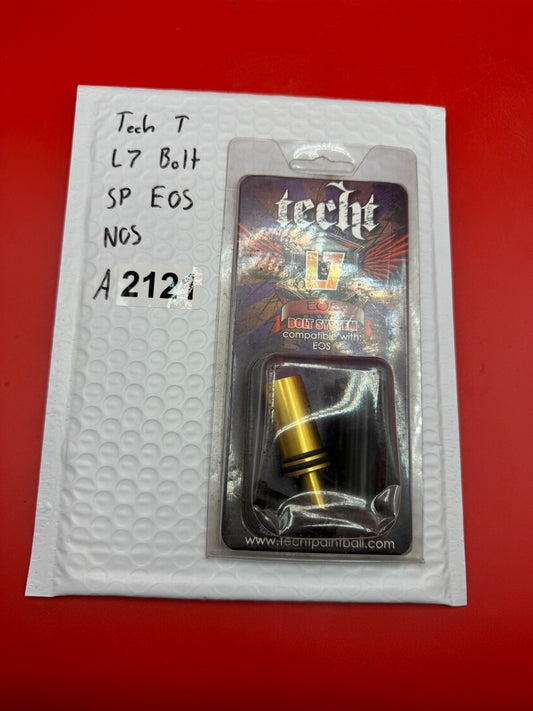 Tech T
L7 Bolt
SP EOS
NOS
A 2121
techt
L7
EOS
BOLT SYSTEM
compatible with:
EOS
www.techtpaintball.com